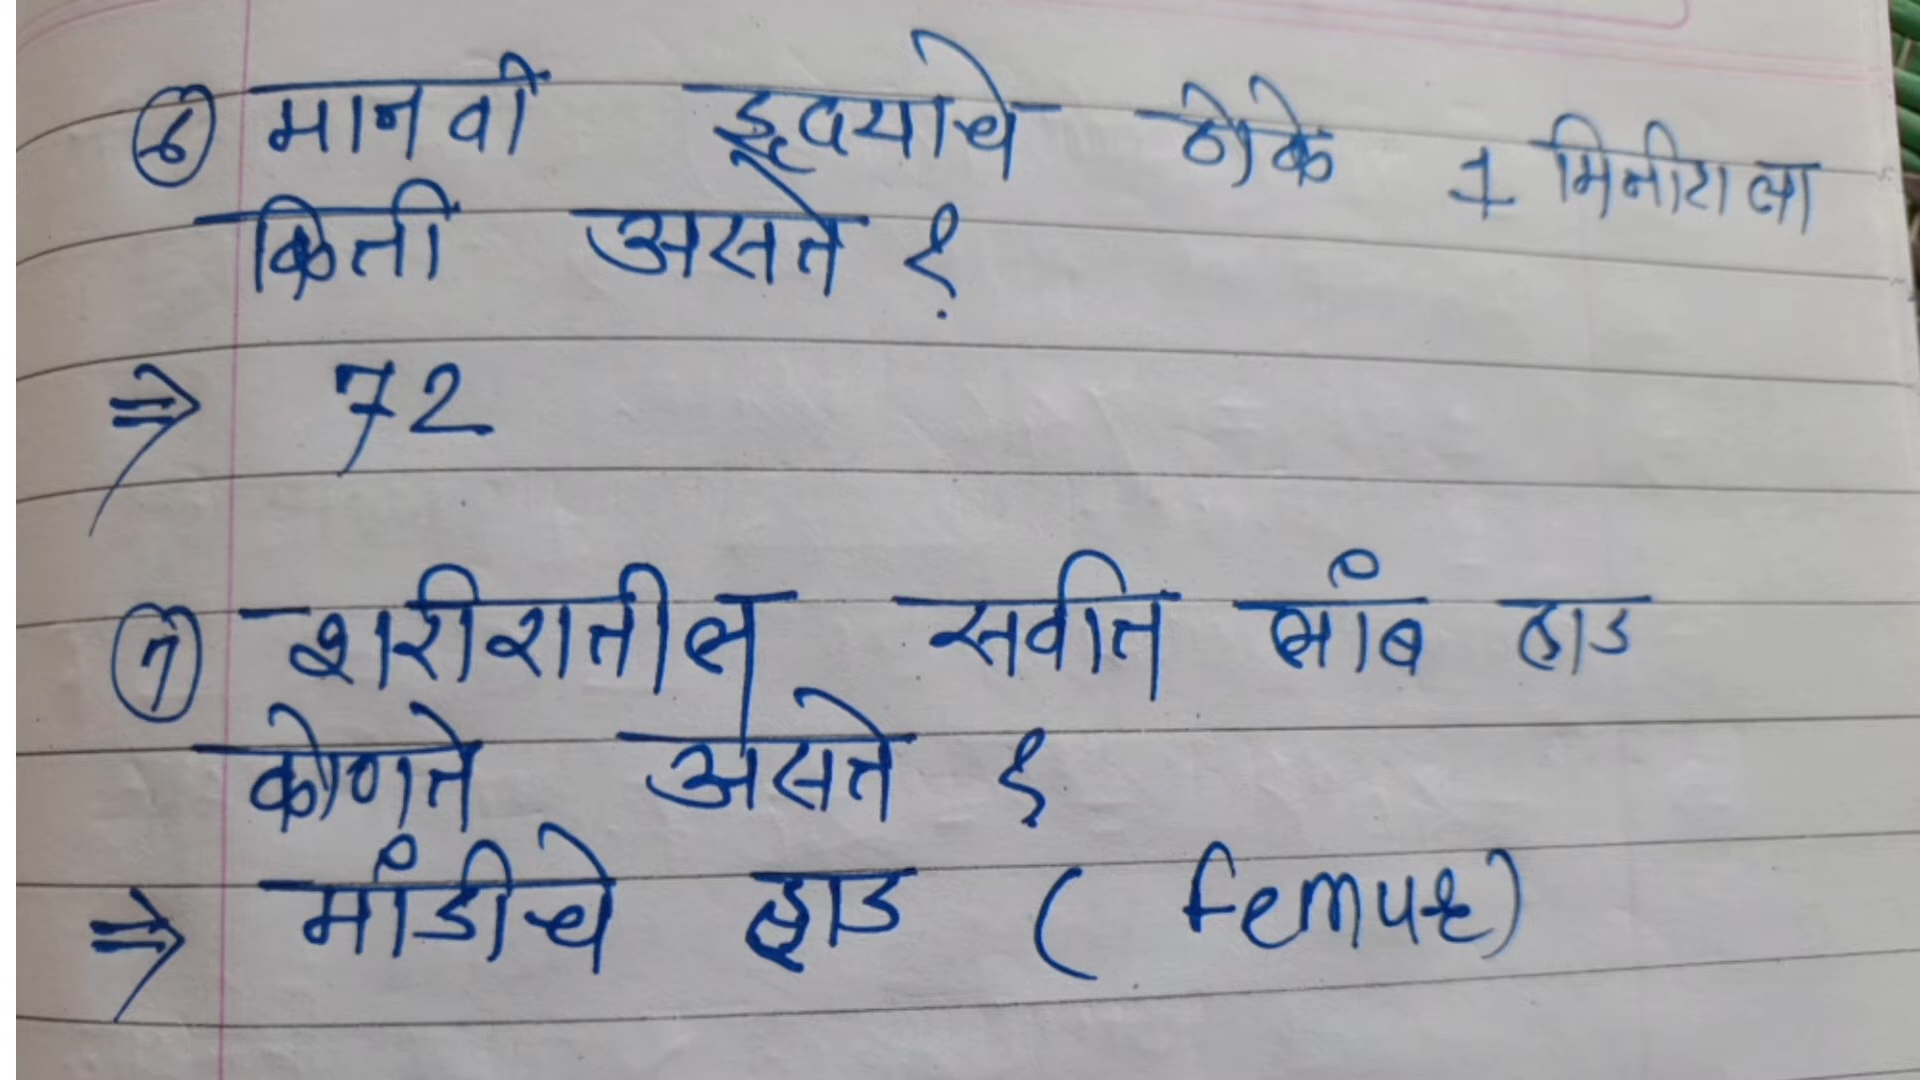 ⑥ मानवी हृदयाचे ठोके 1 मिनीटाला
किती असते ?
⇒ 72
⑦ शरीरातील सर्वात लांब हाड
कोणते असते ?
⇒ मांडीचे हाड ( femur)